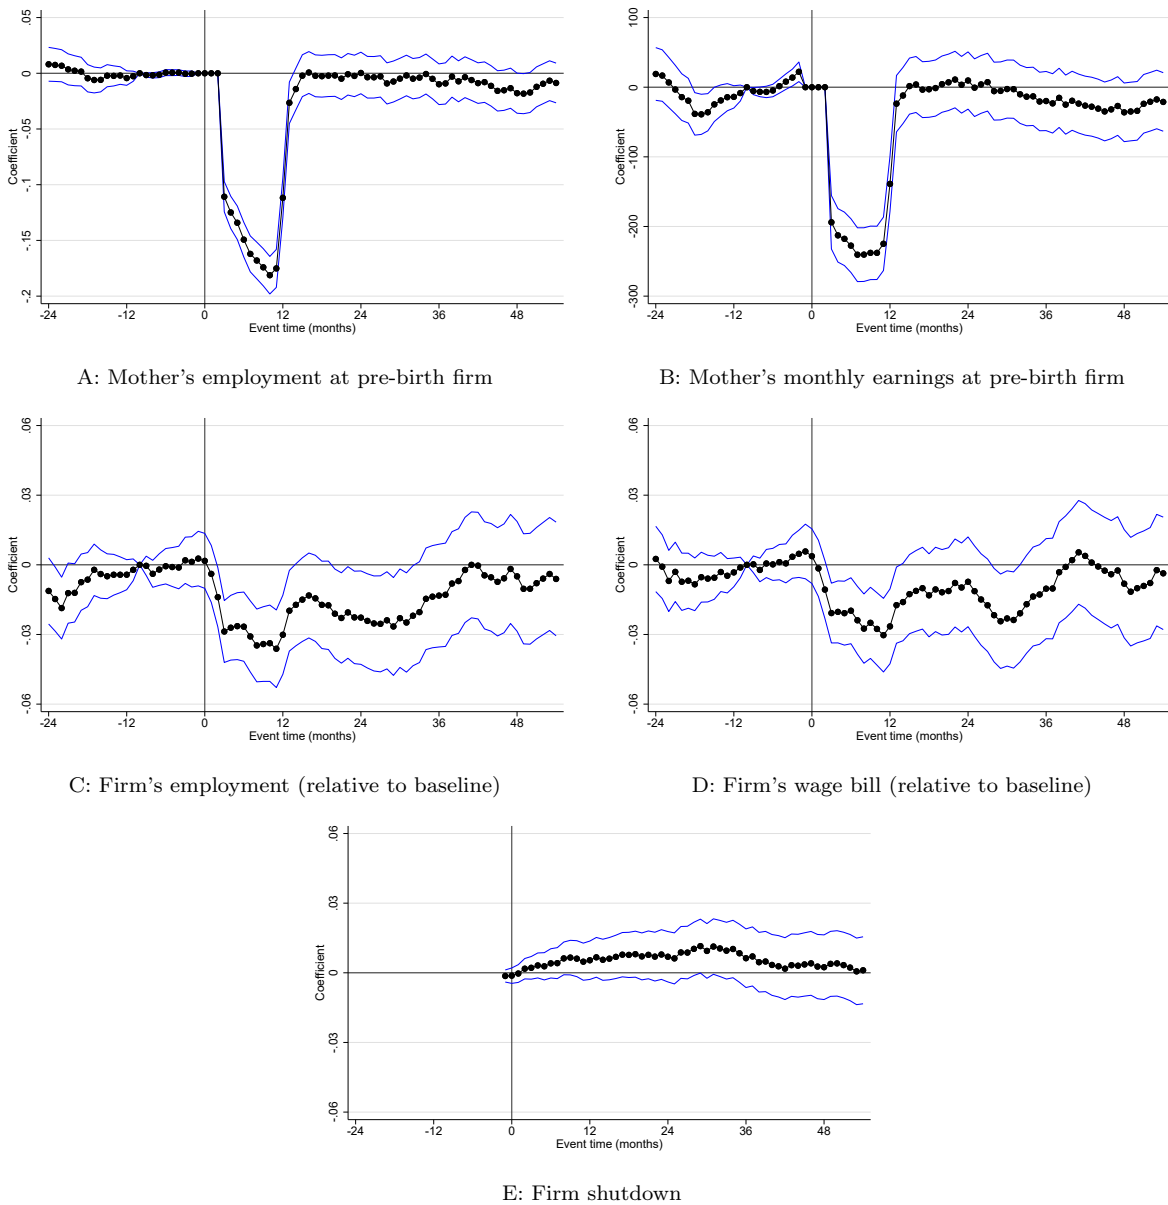 .05
0
-.05
-.1
-.15
-.2
Coefficient
-24 -12 0 12 24 36 48
Event time (months)
A: Mother's employment at pre-birth firm
100
0
-100
-200
-300
Coefficient
-24 -12 0 12 24 36 48
Event time (months)
B: Mother's monthly earnings at pre-birth firm
.06
.03
0
-.03
-.06
Coefficient
-24 -12 0 12 24 36 48
Event time (months)
C: Firm's employment (relative to baseline)
.06
.03
0
-.03
-.06
Coefficient
-24 -12 0 12 24 36 48
Event time (months)
D: Firm's wage bill (relative to baseline)
.06
.03
0
-.03
-.06
Coefficient
-24 -12 0 12 24 36 48
Event time (months)
E: Firm shutdown